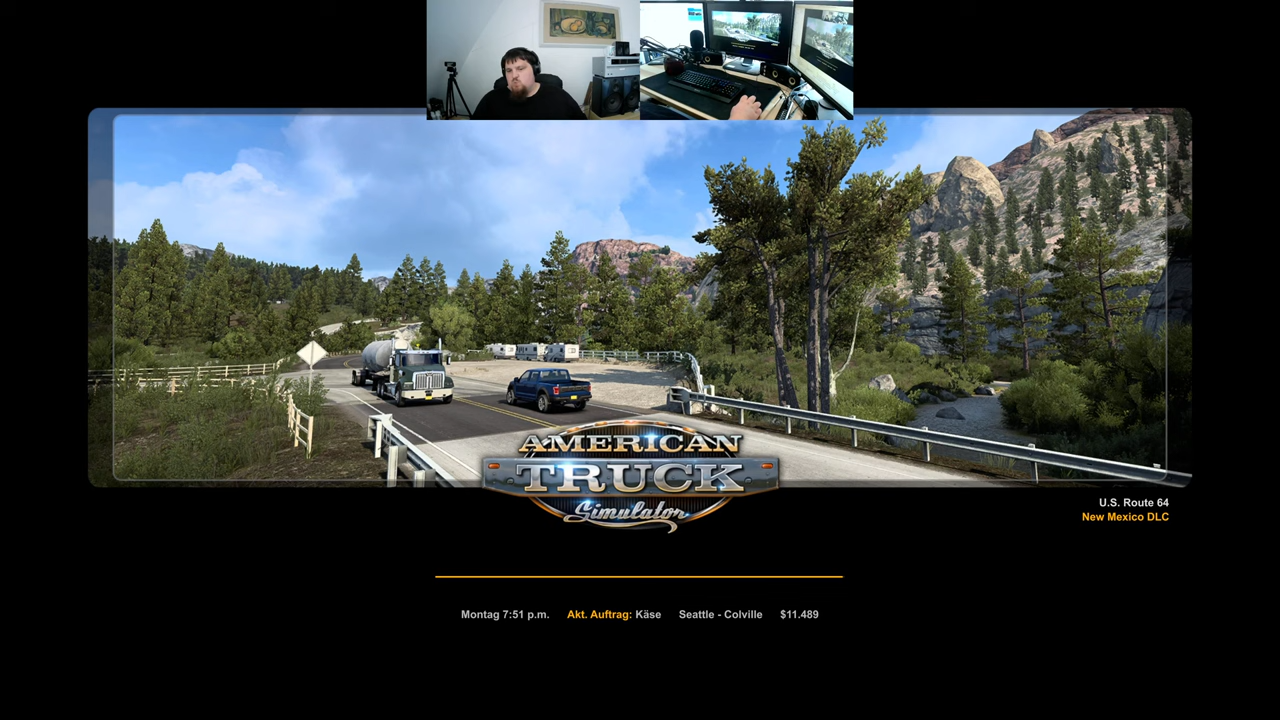 AMERICAN
TRUCK
Simulator
U.S. Route 64
New Mexico DLC
Montag 7:51 p.m. Akt. Auftrag: Käse Seattle - Colville $11.489